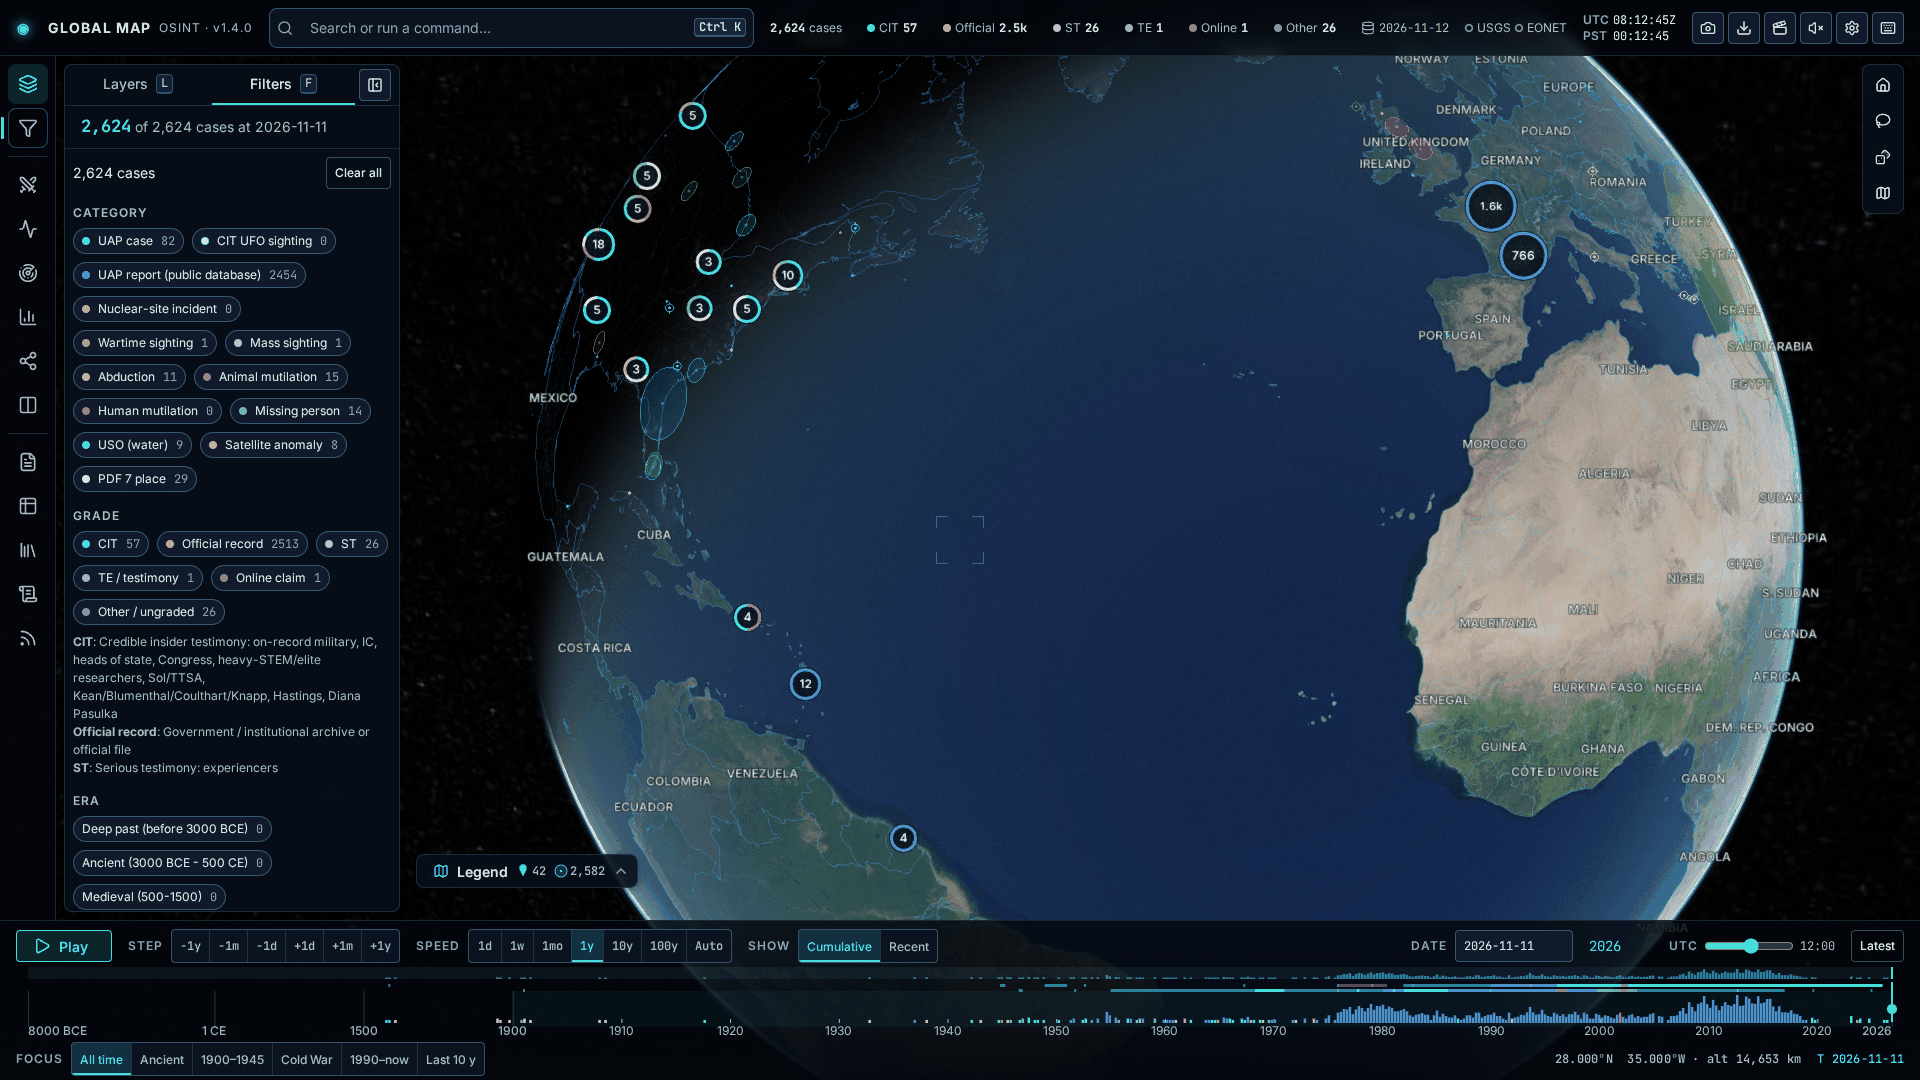 GLOBAL MAP OSINT · v1.4.0
Search or run a command... Ctrl K
2,624 cases CIT 57 Official 2.5k ST 26 TE 1 Online 1 Other 26 2026-11-12 USGS EONET
UTC 08:12:45Z
PST 00:12:45
Layers L Filters F
2,624 of 2,624 cases at 2026-11-11
2,624 cases Clear all
CATEGORY
UAP case 82 CIT UFO sighting 0
UAP report (public database) 2454
Nuclear-site incident 0
Wartime sighting 1 Mass sighting 1
Abduction 11 Animal mutilation 15
Human mutilation 0 Missing person 14
USO (water) 9 Satellite anomaly 8
PDF 7 place 29
GRADE
CIT 57 Official record 2513 ST 26
TE / testimony 1 Online claim 1
Other / ungraded 26
CIT: Credible insider testimony: on-record military, IC,
heads of state, Congress, heavy-STEM/elite
researchers, Sol/TTSA,
Kean/Blumenthal/Coulthart/Knapp, Hastings, Diana
Pasulka
Official record: Government / institutional archive or
official file
ST: Serious testimony: experiencers
ERA
Deep past (before 3000 BCE) 0
Ancient (3000 BCE - 500 CE) 0
Medieval (500-1500) 0
NORWAY ESTONIA
EUROPE
DENMARK
POLAND
UNITED KINGDOM
IRELAND GERMANY
ROMANIA
TURKEY
GREECE SYRIA
ISRAEL
SPAIN
PORTUGAL
SAUDI ARABIA
TUNISIA
EGYPT
LIBYA
MOROCCO
ALGERIA
SUDAN
ETHIOPIA
CHAD
NIGER
S. SUDAN
MALI
MAURITANIA
UGANDA
AFRICA
BURKINA FASO NIGERIA
SENEGAL
DEM. REP. CONGO
GUINEA GHANA
CÔTE D'IVOIRE
GABON
ANGOLA
NAMIBIA
MEXICO
CUBA
GUATEMALA
COSTA RICA
VENEZUELA
COLOMBIA
ECUADOR
BOLIVIA
5
5
5
18
3
10
5
3
5
3
4
12
4
1.6k
766
Legend 42 2,582
Play STEP -1y -1m -1d +1d +1m +1y SPEED 1d 1w 1mo 1y 10y 100y Auto SHOW Cumulative Recent DATE 2026-11-11 2026 UTC 12:00 Latest
8000 BCE 1 CE 1500 1900 1910 1920 1930 1940 1950 1960 1970 1980 1990 2000 2010 2020 2026
FOCUS All time Ancient 1900–1945 Cold War 1990–now Last 10 y 28.000°N 35.000°W · alt 14,653 km T 2026-11-11